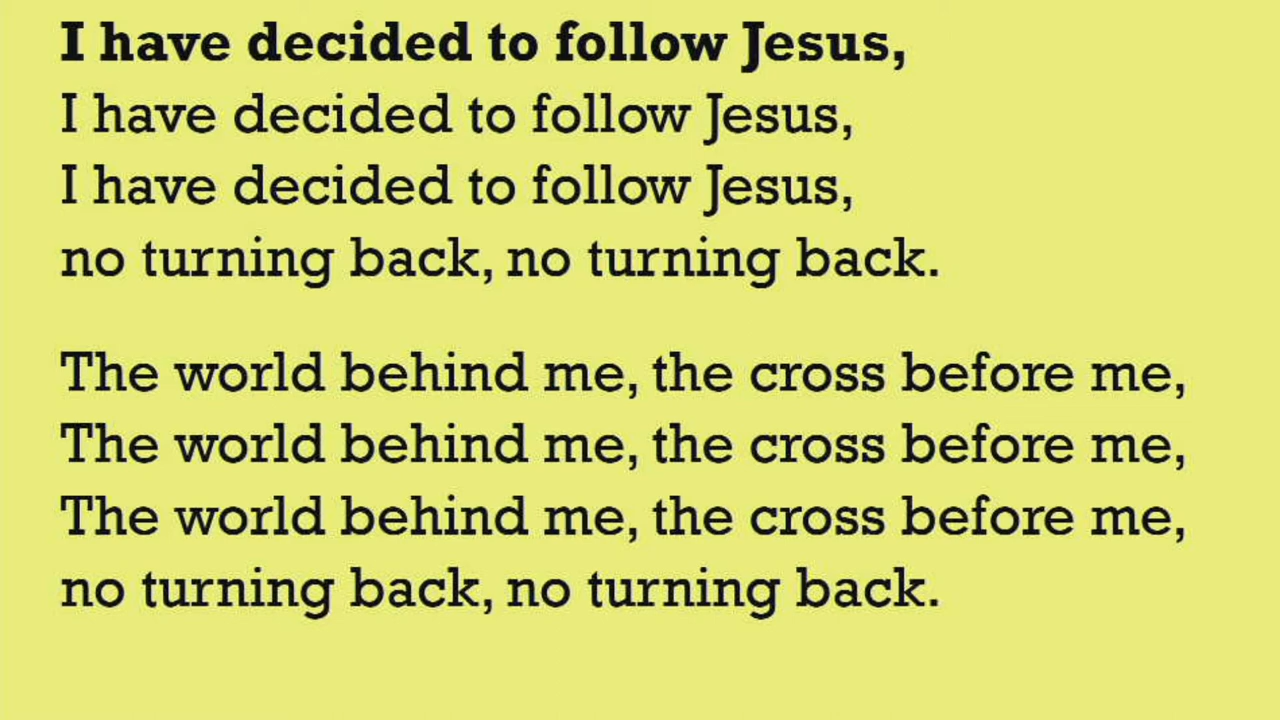 I have decided to follow Jesus,
I have decided to follow Jesus,
I have decided to follow Jesus,
no turning back, no turning back.
The world behind me, the cross before me,
The world behind me, the cross before me,
The world behind me, the cross before me,
no turning back, no turning back.